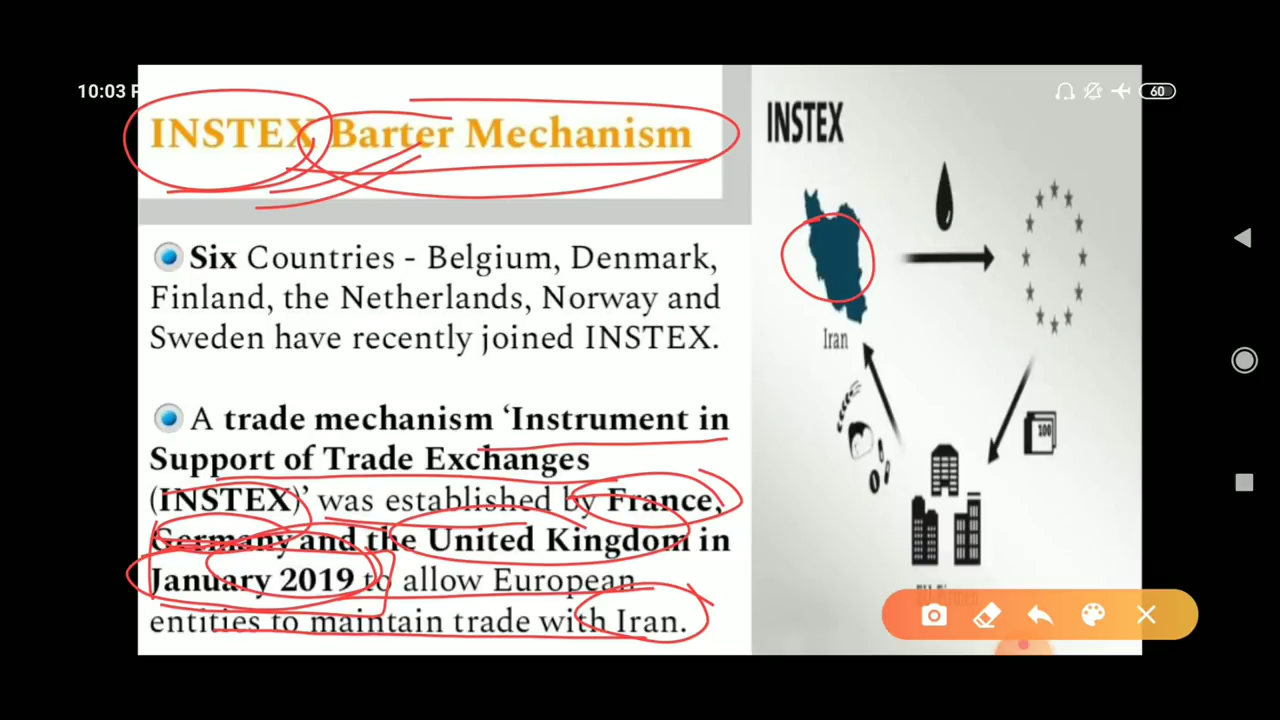 10:03 P
60
INSTEX Barter Mechanism
Six Countries - Belgium, Denmark,
Finland, the Netherlands, Norway and
Sweden have recently joined INSTEX.
A trade mechanism ‘Instrument in
Support of Trade Exchanges
(INSTEX)’ was established by France,
Germany and the United Kingdom in
January 2019 to allow European
entities to maintain trade with Iran.
INSTEX
Iran
100